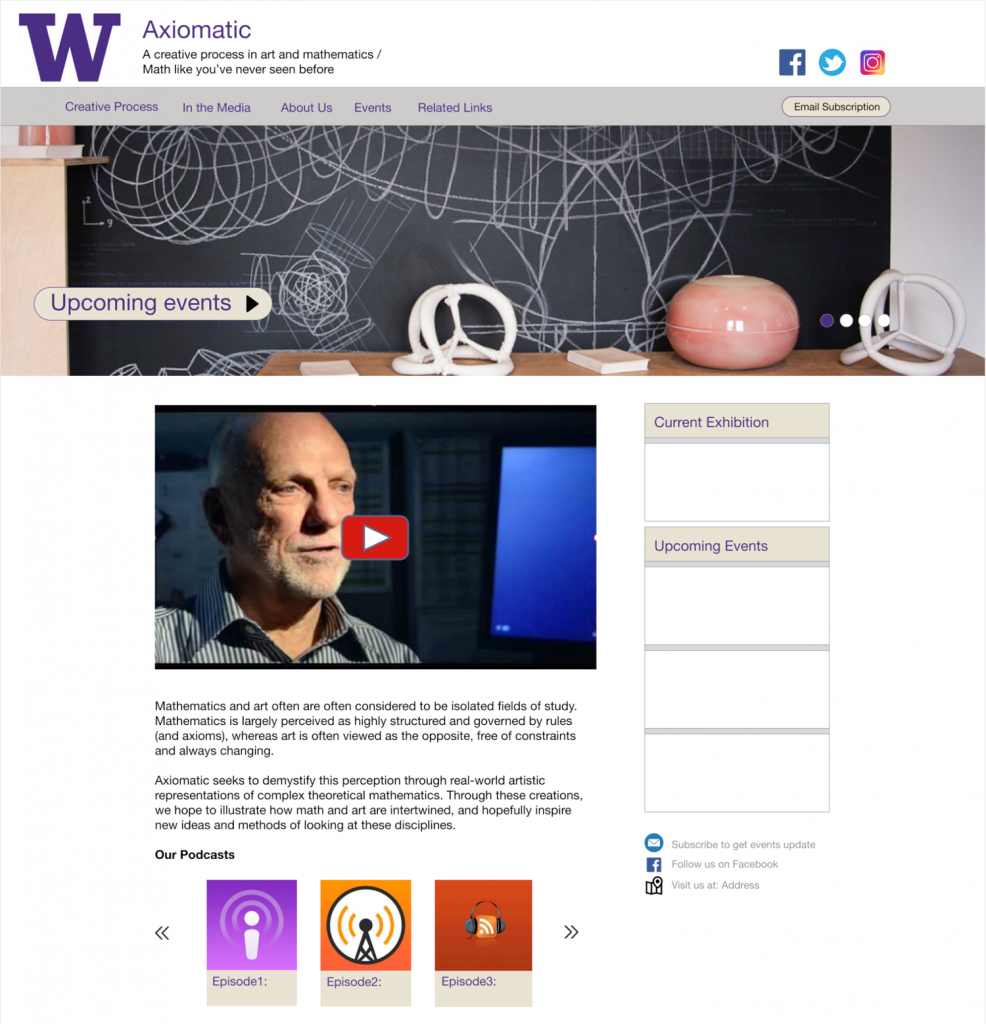 W
Axiomatic
A creative process in art and mathematics /
Math like you've never seen before
Creative Process In the Media About Us Events Related Links Email Subscription
z
y
Upcoming events
Current Exhibition
Upcoming Events
Mathematics and art often are often considered to be isolated fields of study.
Mathematics is largely perceived as highly structured and governed by rules
(and axioms), whereas art is often viewed as the opposite, free of constraints
and always changing.
Axiomatic seeks to demystify this perception through real-world artistic
representations of complex theoretical mathematics. Through these creations,
we hope to illustrate how math and art are intertwined, and hopefully inspire
new ideas and methods of looking at these disciplines.
Our Podcasts
Episode1: Episode2: Episode3:
Subscribe to get events update
Follow us on Facebook
Visit us at: Address